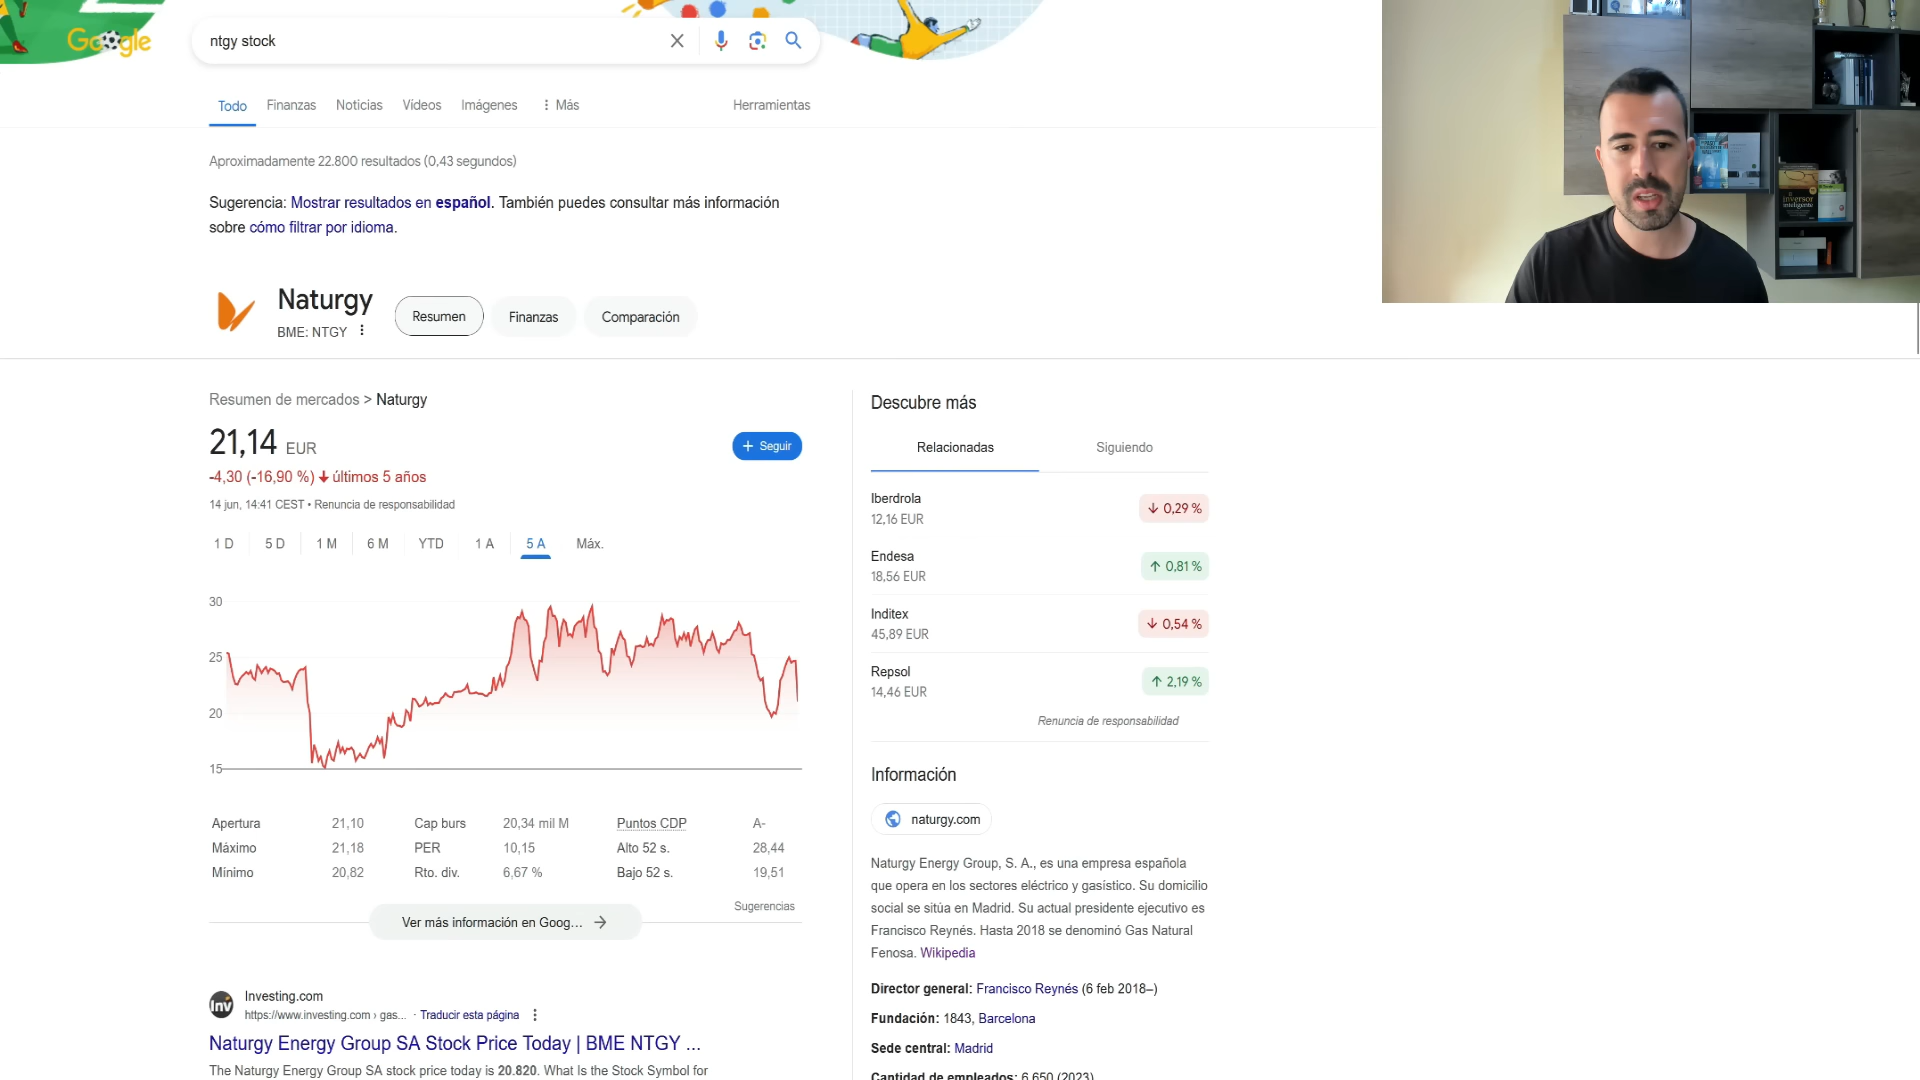 Google
ntgy stock
Todo
Finanzas
Noticias
Vídeos
Imágenes
Más
Herramientas
Aproximadamente 22.800 resultados (0,43 segundos)
Sugerencia: Mostrar resultados en español. También puedes consultar más información
sobre cómo filtrar por idioma.
Naturgy
BME: NTGY
Resumen
Finanzas
Comparación
Resumen de mercados > Naturgy
21,14 EUR
+ Seguir
-4,30 (-16,90 %) ↓ últimos 5 años
14 jun, 14:41 CEST • Renuncia de responsabilidad
1 D
5 D
1 M
6 M
YTD
1 A
5 A
Máx.
30
25
20
15
Apertura 21,10 Cap burs 20,34 mil M Puntos CDP A-
Máximo 21,18 PER 10,15 Alto 52 s. 28,44
Mínimo 20,82 Rto. div. 6,67 % Bajo 52 s. 19,51
Sugerencias
Ver más información en Goog... →
Inv
Investing.com
https://www.investing.com › gas... · Traducir esta página
Naturgy Energy Group SA Stock Price Today | BME NTGY ...
The Naturgy Energy Group SA stock price today is 20.820. What Is the Stock Symbol for
Descubre más
Relacionadas
Siguiendo
Iberdrola
12,16 EUR
↓ 0,29 %
Endesa
18,56 EUR
↑ 0,81 %
Inditex
45,89 EUR
↓ 0,54 %
Repsol
14,46 EUR
↑ 2,19 %
Renuncia de responsabilidad
Información
naturgy.com
Naturgy Energy Group, S. A., es una empresa española
que opera en los sectores eléctrico y gasístico. Su domicilio
social se sitúa en Madrid. Su actual presidente ejecutivo es
Francisco Reynés. Hasta 2018 se denominó Gas Natural
Fenosa. Wikipedia
Director general: Francisco Reynés (6 feb 2018–)
Fundación: 1843, Barcelona
Sede central: Madrid
Cantidad de empleados: 6.650 (2023)
inversor
inteligente